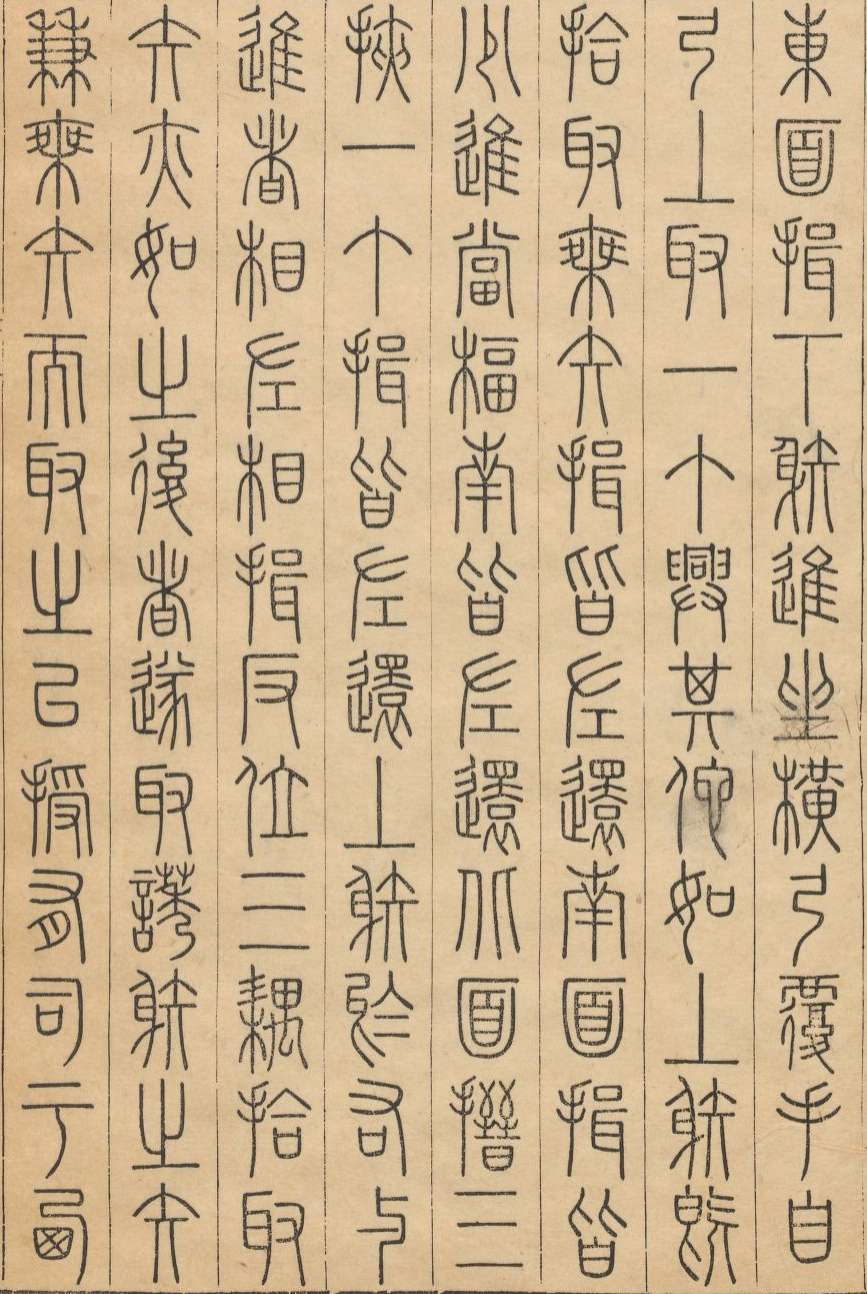 東面揖下射進坐橫弓覆手自
弓上取一个興其佗如上射既
拾取乘矢揖皆左還南面揖皆
少進當楅南皆左還北面搢三
挾一个揖皆左還上射於右与
進者相左相揖反位三耦拾取
矢亦如之後者遂取誘射之矢
兼乘矢而取之㠯授有司于西